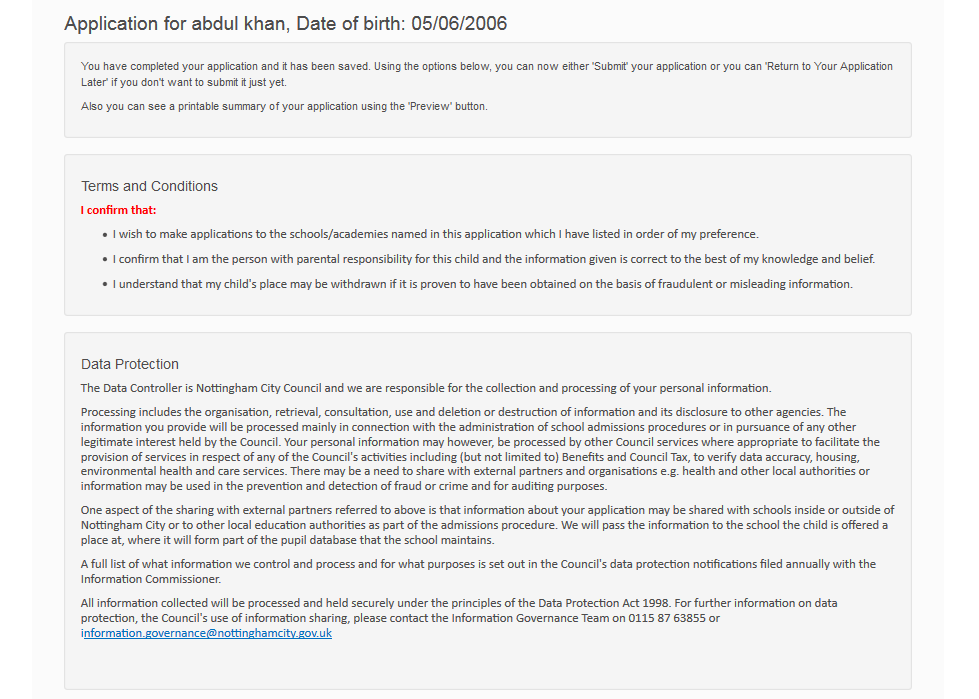 Application for abdul khan, Date of birth: 05/06/2006
You have completed your application and it has been saved. Using the options below, you can now either 'Submit' your application or you can 'Return to Your Application
Later' if you don't want to submit it just yet.
Also you can see a printable summary of your application using the 'Preview' button.
Terms and Conditions
I confirm that:
• I wish to make applications to the schools/academies named in this application which I have listed in order of my preference.
• I confirm that I am the person with parental responsibility for this child and the information given is correct to the best of my knowledge and belief.
• I understand that my child's place may be withdrawn if it is proven to have been obtained on the basis of fraudulent or misleading information.
Data Protection
The Data Controller is Nottingham City Council and we are responsible for the collection and processing of your personal information.
Processing includes the organisation, retrieval, consultation, use and deletion or destruction of information and its disclosure to other agencies. The
information you provide will be processed mainly in connection with the administration of school admissions procedures or in pursuance of any other
legitimate interest held by the Council. Your personal information may however, be processed by other Council services where appropriate to facilitate the
provision of services in respect of any of the Council's activities including (but not limited to) Benefits and Council Tax, to verify data accuracy, housing,
environmental health and care services. There may be a need to share with external partners and organisations e.g. health and other local authorities or
information may be used in the prevention and detection of fraud or crime and for auditing purposes.
One aspect of the sharing with external partners referred to above is that information about your application may be shared with schools inside or outside of
Nottingham City or to other local education authorities as part of the admissions procedure. We will pass the information to the school the child is offered a
place at, where it will form part of the pupil database that the school maintains.
A full list of what information we control and process and for what purposes is set out in the Council's data protection notifications filed annually with the
Information Commissioner.
All information collected will be processed and held securely under the principles of the Data Protection Act 1998. For further information on data
protection, the Council's use of information sharing, please contact the Information Governance Team on 0115 87 63855 or
information.governance@nottinghamcity.gov.uk